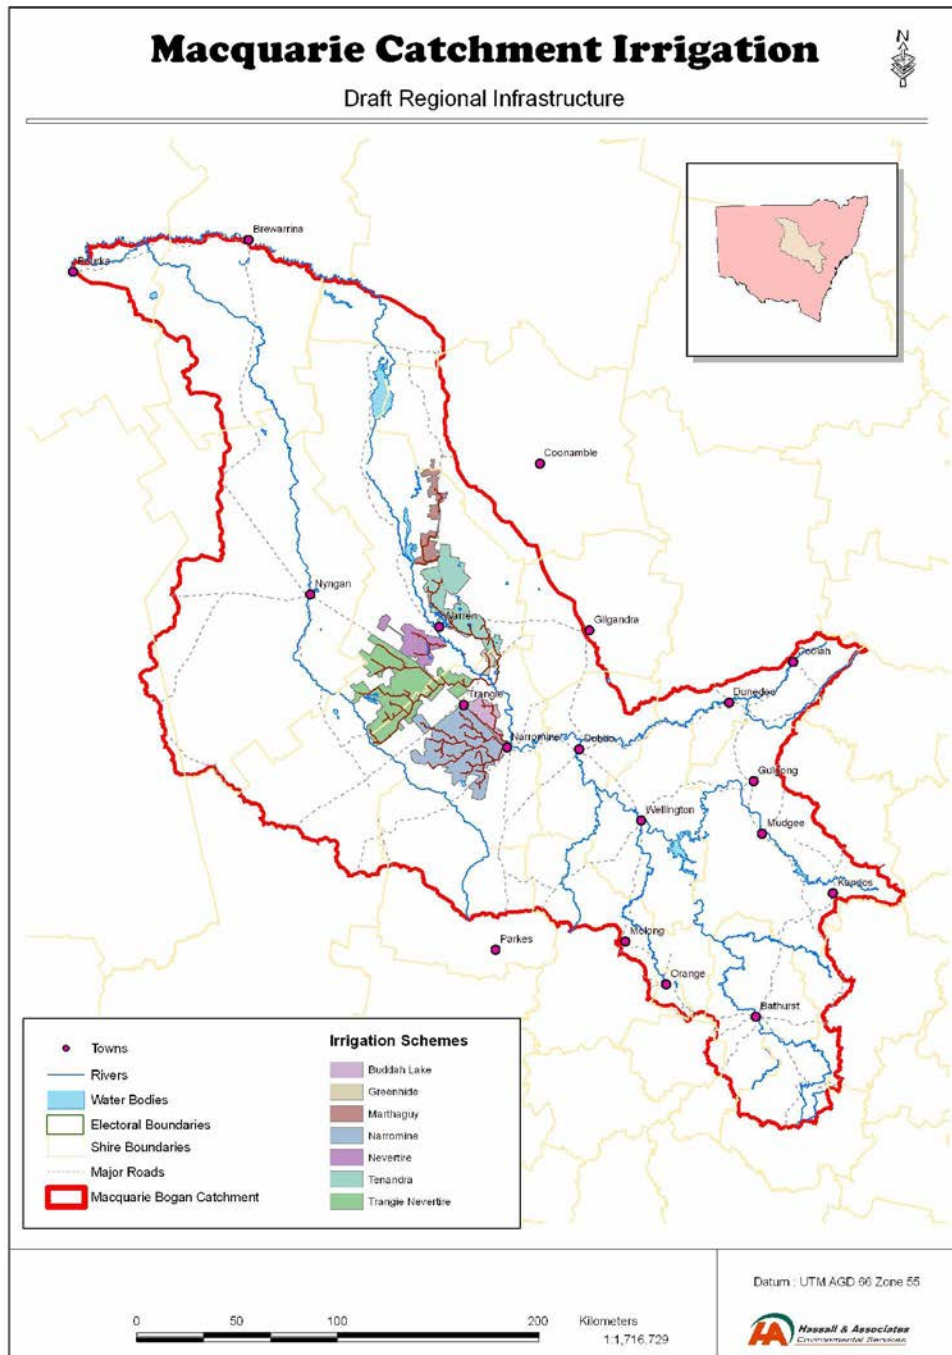 Macquarie Catchment Irrigation
N
Draft Regional Infrastructure
Brewarrina
Coonamble
Nyngan
Warren
Gilgandra
Coolah
Trangie
Dunedoo
Narromine
Dubbo
Gulgong
Wellington
Mudgee
Kandos
Parkes
Molong
Orange
Bathurst
Towns
Rivers
Water Bodies
Electoral Boundaries
Shire Boundaries
Major Roads
Macquarie Bogan Catchment
Irrigation Schemes
Buddah Lake
Greenhide
Marthaguy
Narromine
Nevertire
Tenandra
Trangie Nevertire
0 50 100 200 Kilometers
1:1,716,729
Datum : UTM AGD 66 Zone 55
HA Hassall & Associates
Environmental Services